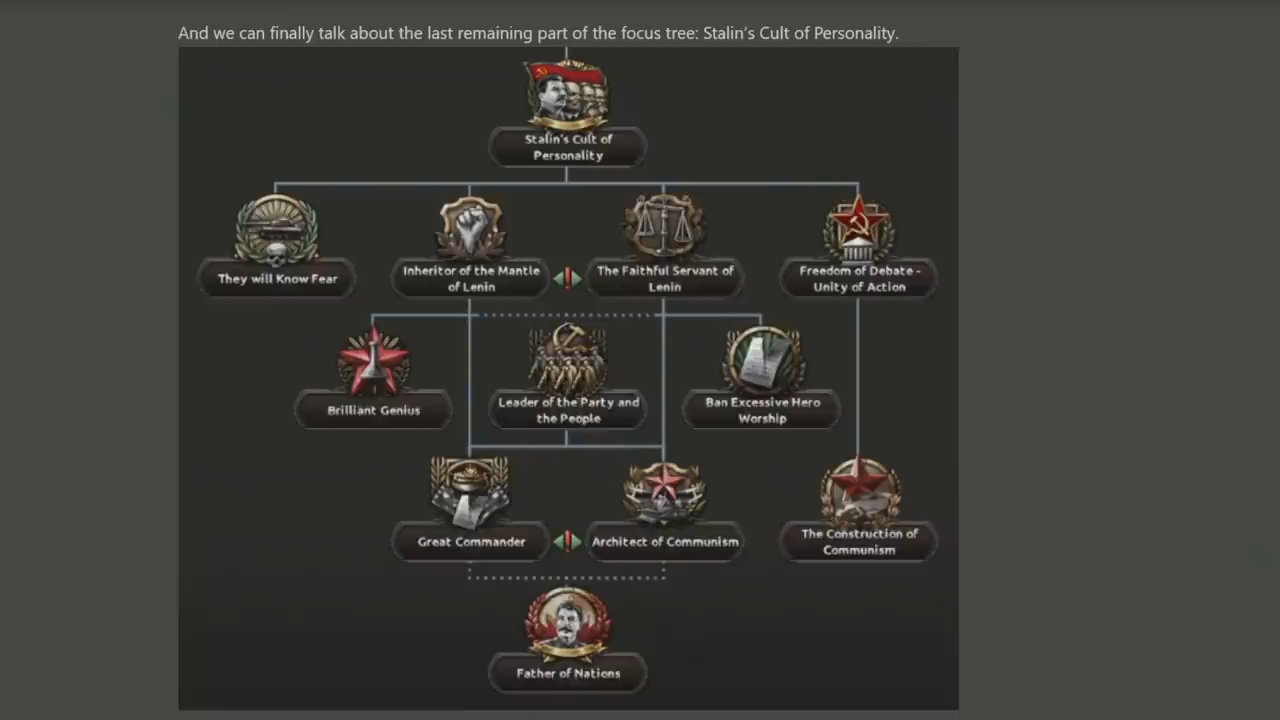 And we can finally talk about the last remaining part of the focus tree: Stalin's Cult of Personality.
Stalin's Cult of
Personality
They will Know Fear
Inheritor of the Mantle
of Lenin
The Faithful Servant of
Lenin
Freedom of Debate -
Unity of Action
Brilliant Genius
Leader of the Party and
the People
Ban Excessive Hero
Worship
Great Commander
Architect of Communism
The Construction of
Communism
Father of Nations